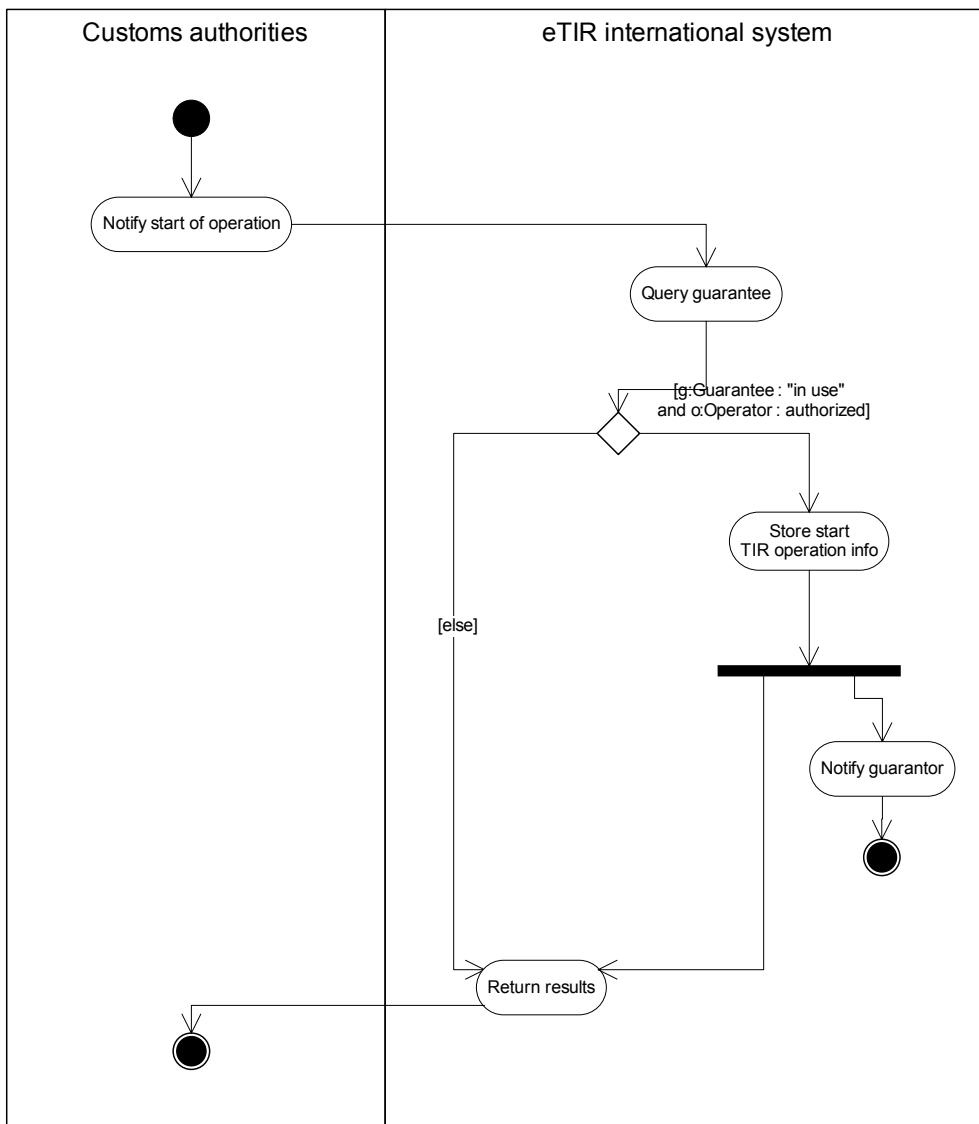 Customs authorities
eTIR international system
Notify start of operation
Query guarantee
[g:Guarantee : "in use"
and o:Operator : authorized]
Store start
TIR operation info
[else]
Notify guarantor
Return results